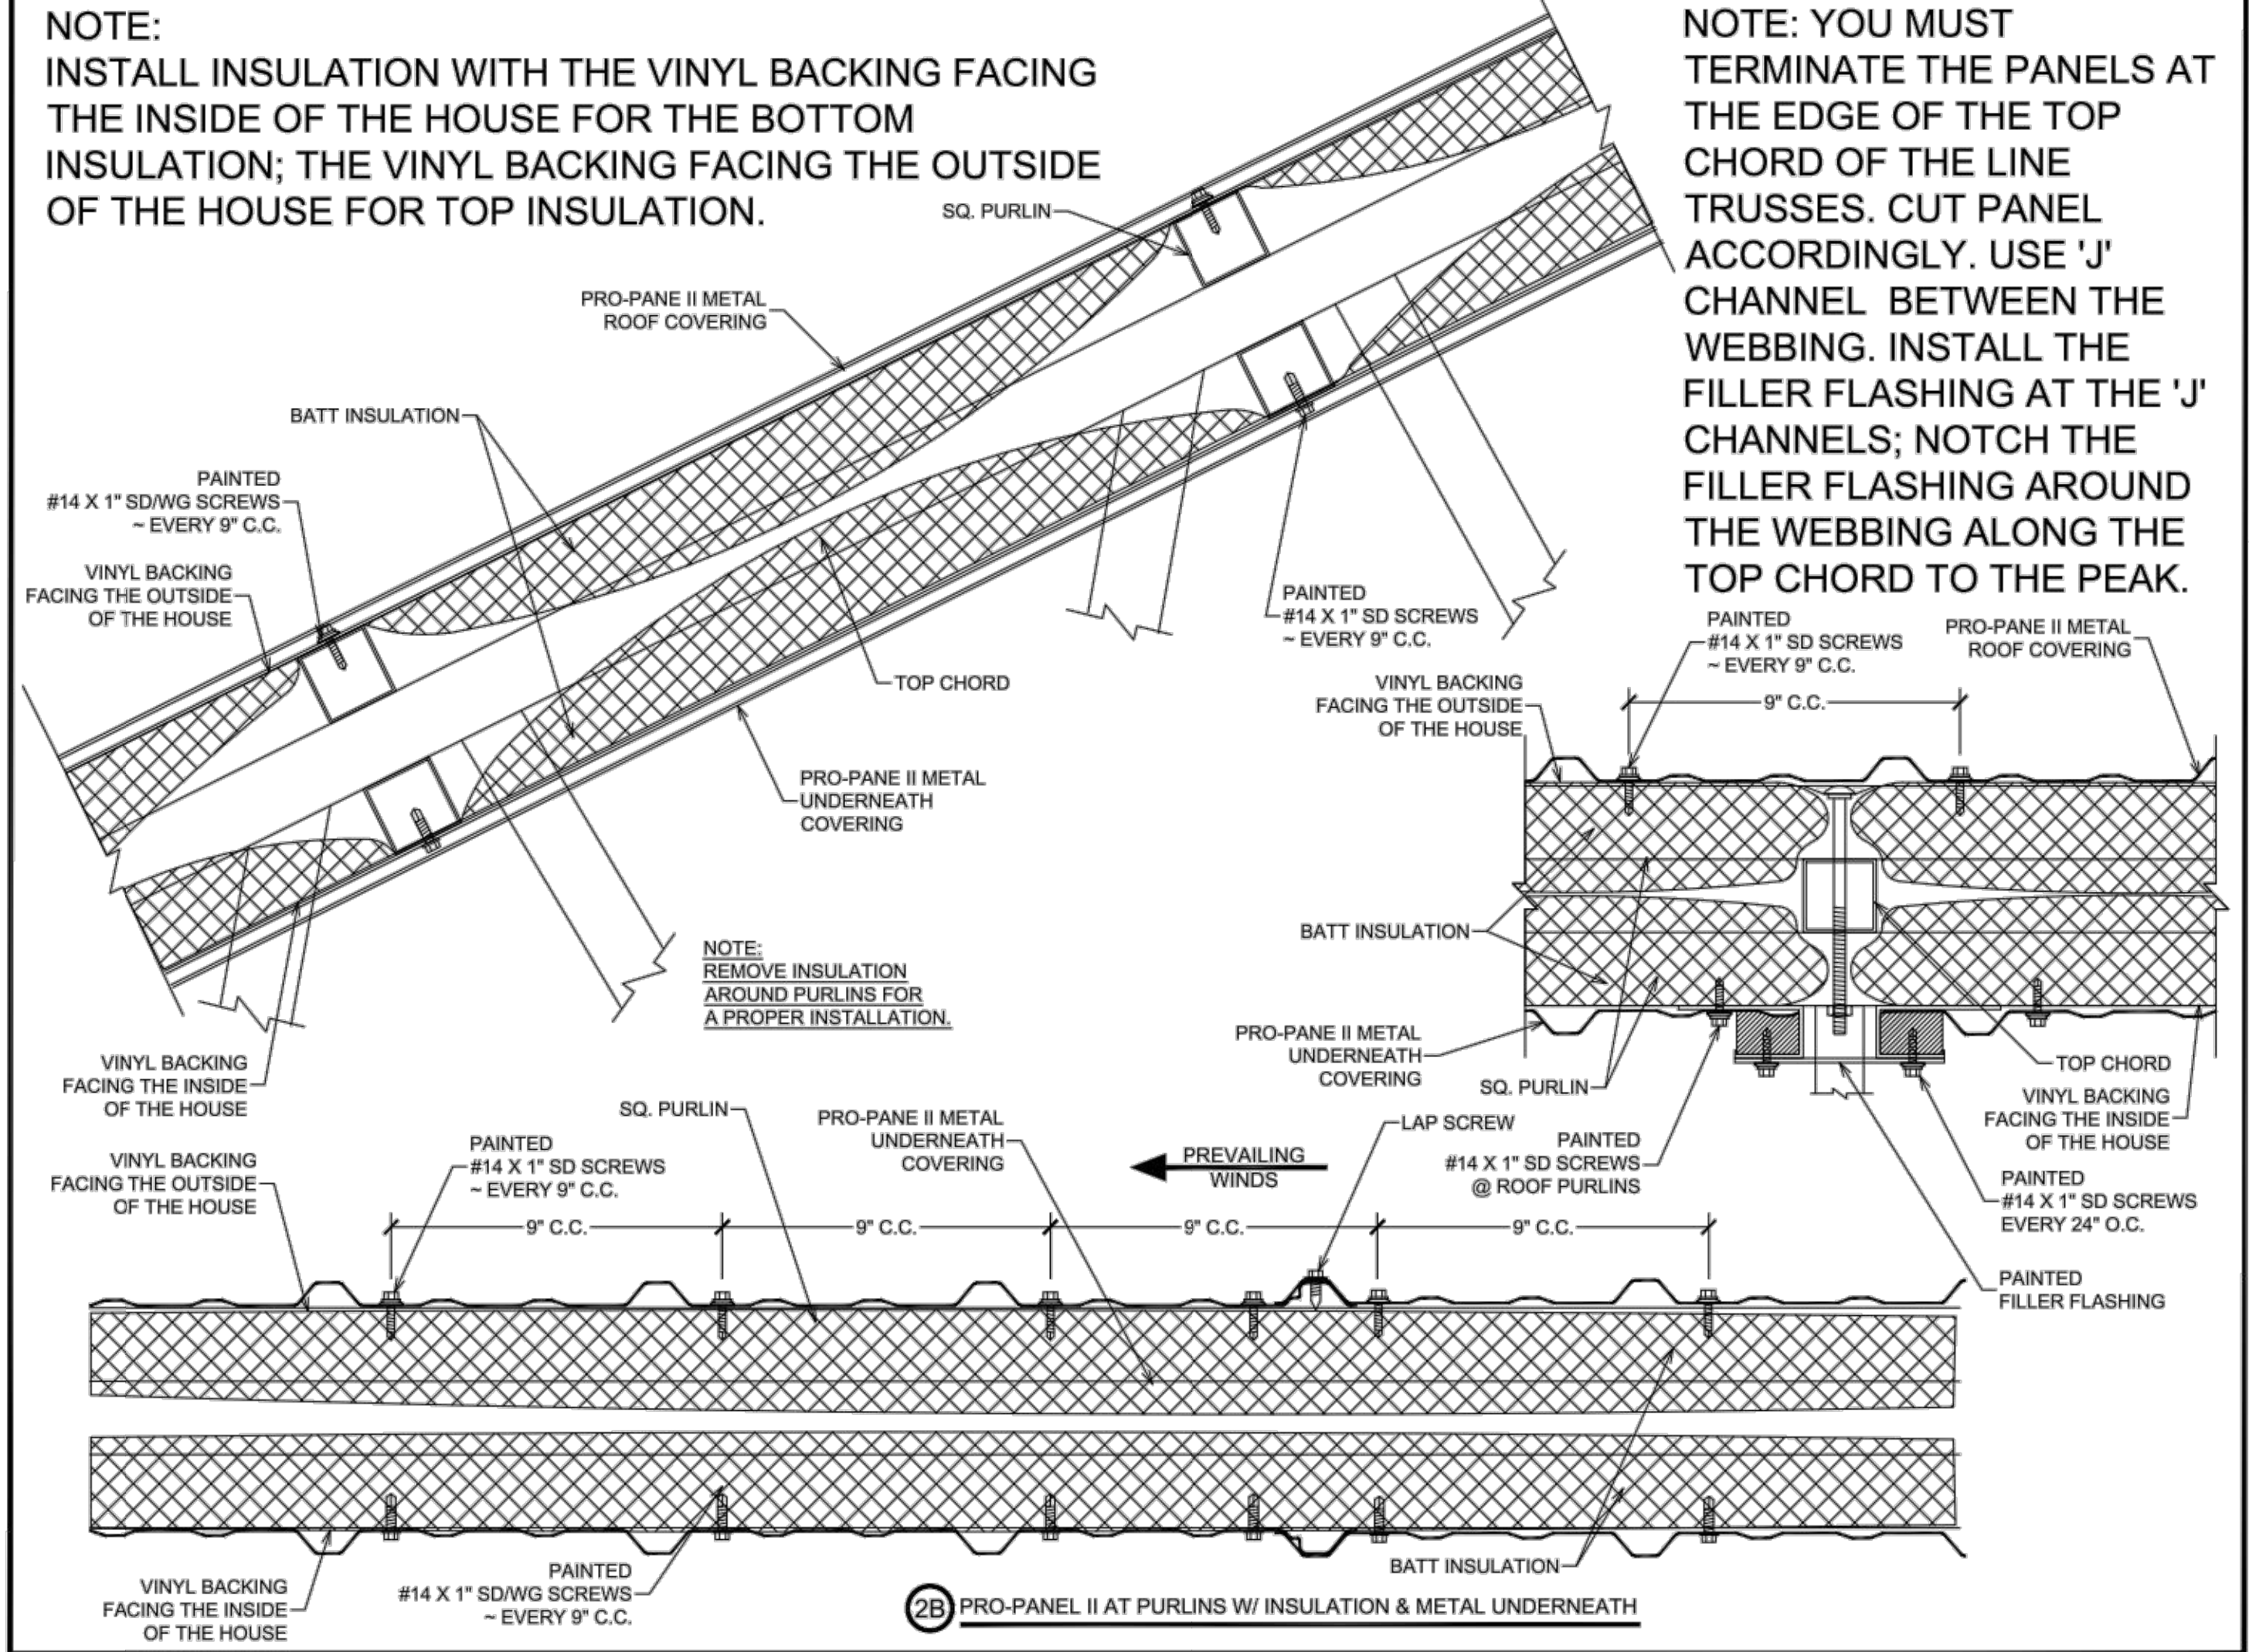 NOTE:
INSTALL INSULATION WITH THE VINYL BACKING FACING
THE INSIDE OF THE HOUSE FOR THE BOTTOM
INSULATION; THE VINYL BACKING FACING THE OUTSIDE
OF THE HOUSE FOR TOP INSULATION.
NOTE: YOU MUST
TERMINATE THE PANELS AT
THE EDGE OF THE TOP
CHORD OF THE LINE
TRUSSES. CUT PANEL
ACCORDINGLY. USE 'J'
CHANNEL BETWEEN THE
WEBBING. INSTALL THE
FILLER FLASHING AT THE 'J'
CHANNELS; NOTCH THE
FILLER FLASHING AROUND
THE WEBBING ALONG THE
TOP CHORD TO THE PEAK.
SQ. PURLIN
PRO-PANE II METAL
ROOF COVERING
BATT INSULATION
PAINTED
#14 X 1" SD/WG SCREWS
~ EVERY 9" C.C.
VINYL BACKING
FACING THE OUTSIDE
OF THE HOUSE
PAINTED
#14 X 1" SD SCREWS
~ EVERY 9" C.C.
TOP CHORD
PRO-PANE II METAL
UNDERNEATH
COVERING
NOTE:
REMOVE INSULATION
AROUND PURLINS FOR
A PROPER INSTALLATION.
VINYL BACKING
FACING THE INSIDE
OF THE HOUSE
PAINTED
#14 X 1" SD SCREWS
~ EVERY 9" C.C.
PRO-PANE II METAL
ROOF COVERING
VINYL BACKING
FACING THE OUTSIDE
OF THE HOUSE
9" C.C.
BATT INSULATION
PRO-PANE II METAL
UNDERNEATH
COVERING
SQ. PURLIN
TOP CHORD
VINYL BACKING
FACING THE INSIDE
OF THE HOUSE
PAINTED
#14 X 1" SD SCREWS
@ ROOF PURLINS
PAINTED
#14 X 1" SD SCREWS
EVERY 24" O.C.
PAINTED
FILLER FLASHING
VINYL BACKING
FACING THE OUTSIDE
OF THE HOUSE
PAINTED
#14 X 1" SD SCREWS
~ EVERY 9" C.C.
SQ. PURLIN
PRO-PANE II METAL
UNDERNEATH
COVERING
PREVAILING
WINDS
LAP SCREW
9" C.C.
9" C.C.
9" C.C.
9" C.C.
VINYL BACKING
FACING THE INSIDE
OF THE HOUSE
PAINTED
#14 X 1" SD/WG SCREWS
~ EVERY 9" C.C.
BATT INSULATION
2B PRO-PANEL II AT PURLINS W/ INSULATION & METAL UNDERNEATH